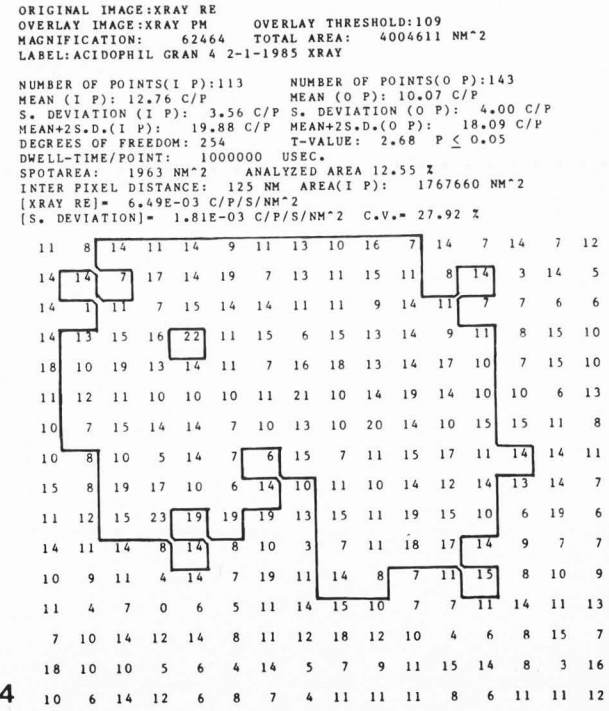 ORIGINAL IMAGE:XRAY RE
OVERLAY IMAGE:XRAY PM OVERLAY THRESHOLD:109
MAGNIFICATION: 62464 TOTAL AREA: 4004611 NM^2
LABEL:ACIDOPHIL GRAN 4 2-1-1985 XRAY
NUMBER OF POINTS(I P):113 NUMBER OF POINTS(O P):143
MEAN (I P): 12.76 C/P MEAN (O P): 10.07 C/P
S. DEVIATION (I P): 3.56 C/P S. DEVIATION (O P): 4.00 C/P
MEAN+2S.D.(I P): 19.88 C/P MEAN+2S.D.(O P): 18.09 C/P
DEGREES OF FREEDOM: 254 T-VALUE: 2.68 P ≤ 0.05
DWELL-TIME/POINT: 1000000 USEC.
SPOTAREA: 1963 NM^2 ANALYZED AREA 12.55 %
INTER PIXEL DISTANCE: 125 NM AREA(I P): 1767660 NM^2
[XRAY RE]= 6.49E-03 C/P/S/NM^2
[S. DEVIATION]= 1.81E-03 C/P/S/NM^2 C.V.= 27.92 %
11 8 14 11 14 9 11 13 10 16 7 14 7 14 7 12
14 14 7 17 14 19 7 13 11 15 11 8 14 3 14 5
14 1 11 7 15 14 14 11 11 9 14 11 7 7 6 6
14 13 15 16 22 11 15 6 15 13 14 9 11 8 15 10
18 10 19 13 14 11 7 16 18 13 14 17 10 7 15 10
11 12 11 10 10 10 11 21 10 14 19 14 10 10 6 13
10 7 15 14 14 7 10 13 10 20 14 10 15 15 11 8
10 8 10 5 14 7 6 15 7 11 15 17 11 14 14 11
15 8 19 17 10 6 14 10 11 10 14 12 14 13 14 7
11 12 15 23 19 19 19 13 15 11 19 15 10 6 19 6
14 11 14 8 14 8 10 3 7 11 18 17 14 9 7 7
10 9 11 4 14 7 19 11 14 8 7 11 15 8 10 9
11 4 7 0 6 5 11 14 15 10 7 7 11 14 11 13
7 10 14 12 14 8 11 12 18 12 10 4 6 8 15 7
18 10 10 5 6 4 14 5 7 9 11 15 14 8 3 16
4 10 6 14 12 6 8 7 4 11 11 11 8 6 11 11 12